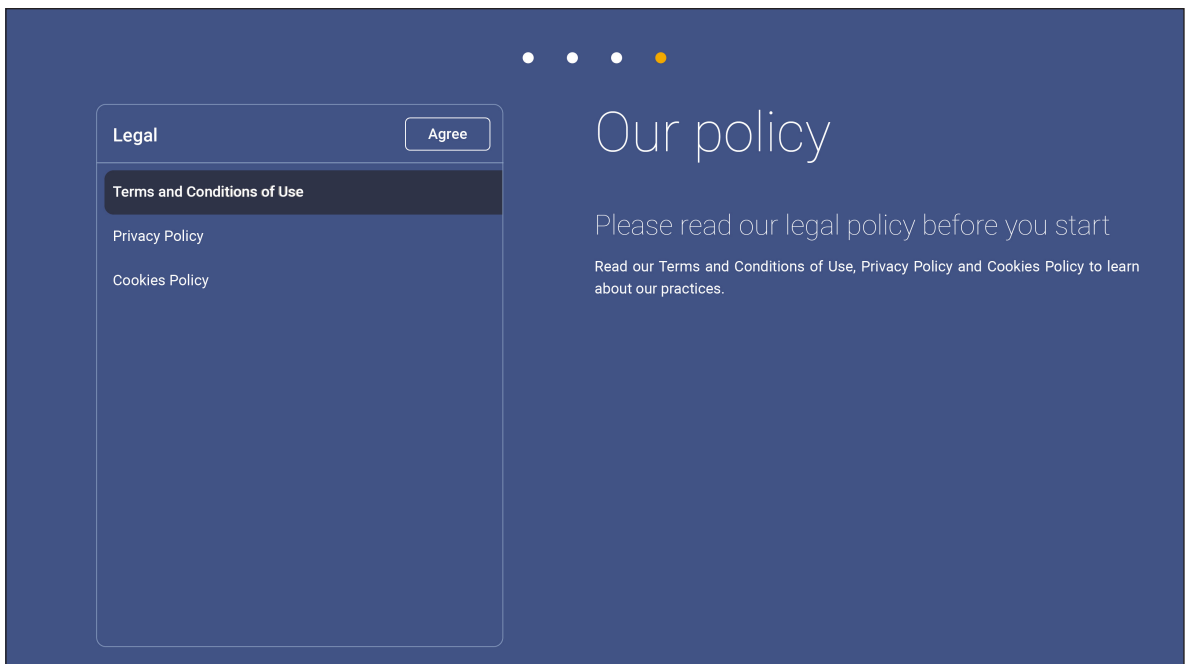 Legal
Agree
Terms and Conditions of Use
Privacy Policy
Cookies Policy
Our policy
Please read our legal policy before you start
Read our Terms and Conditions of Use, Privacy Policy and Cookies Policy to learn
about our practices.